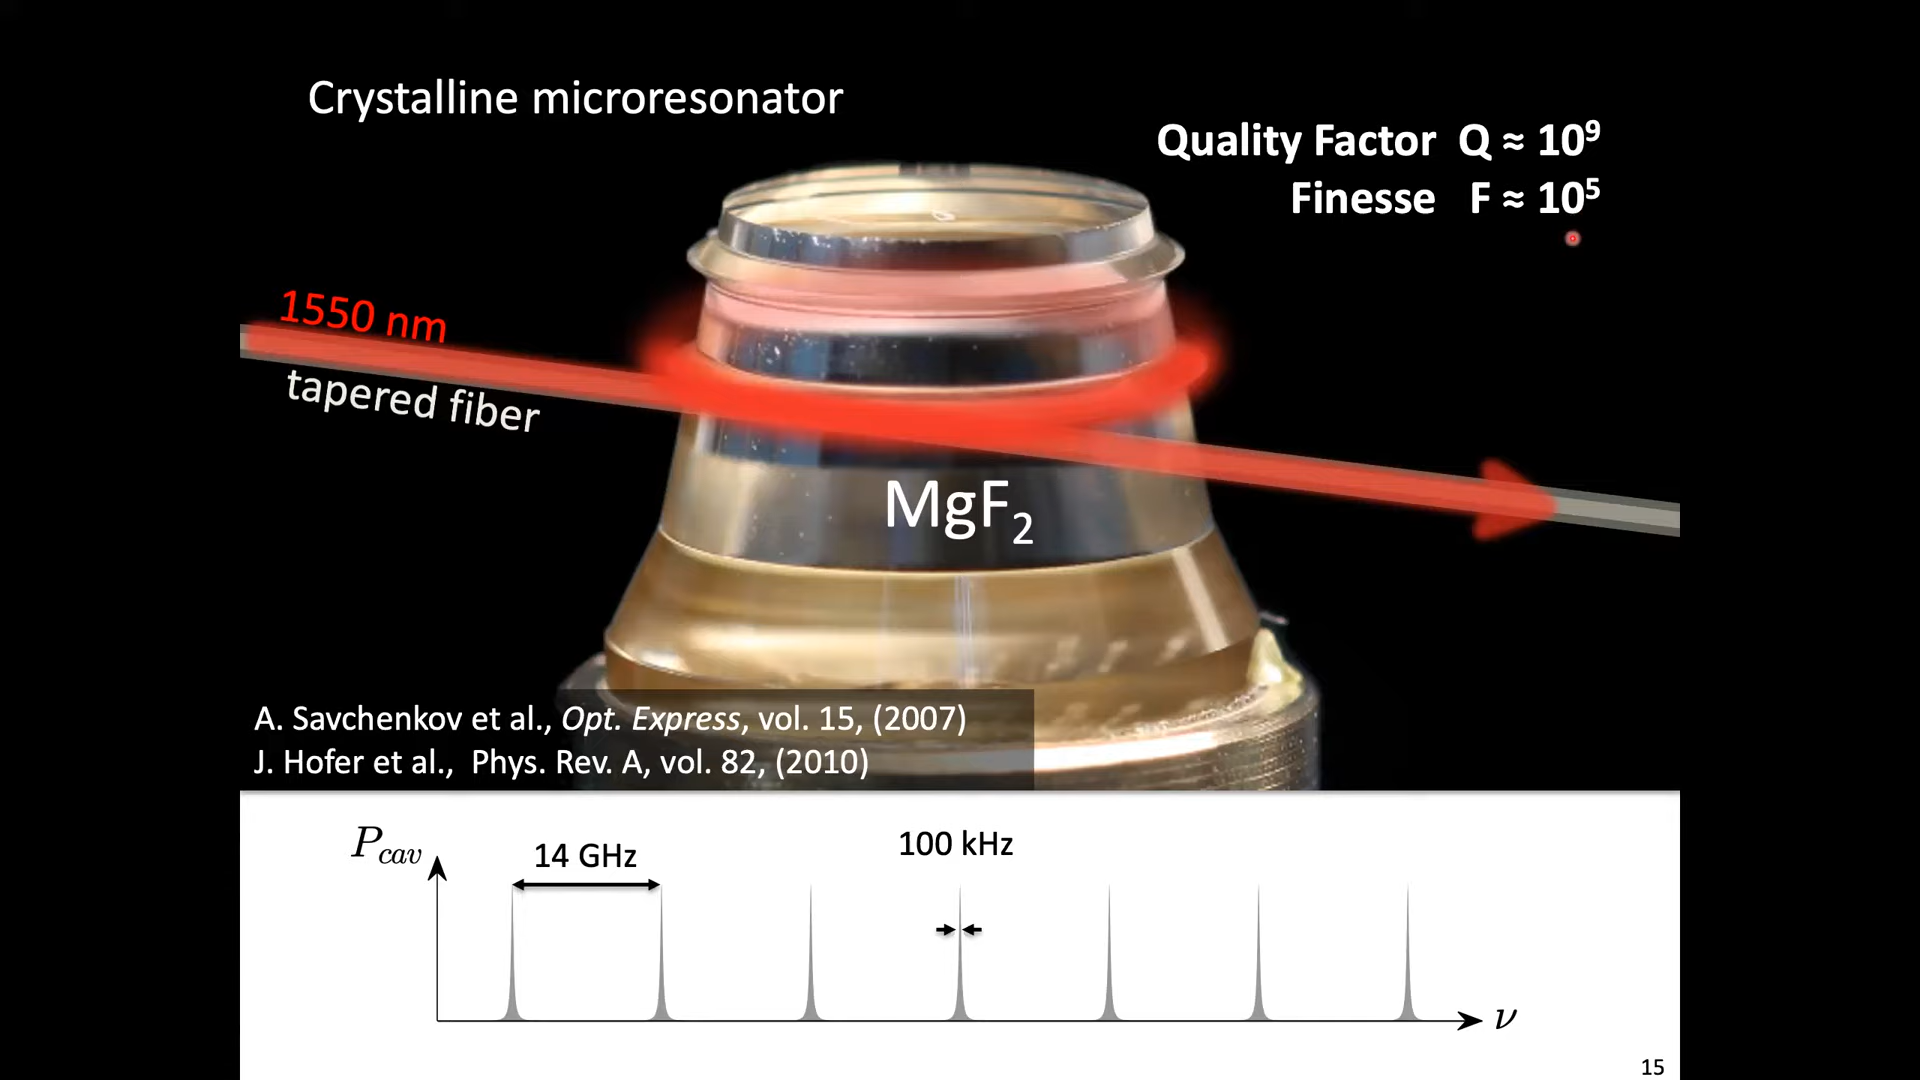 Crystalline microresonator
Quality Factor Q ≈ 10⁹
Finesse F ≈ 10⁵
1550 nm
tapered fiber
MgF₂
A. Savchenkov et al., Opt. Express, vol. 15, (2007)
J. Hofer et al., Phys. Rev. A, vol. 82, (2010)
P_cav
14 GHz
100 kHz
ν
15